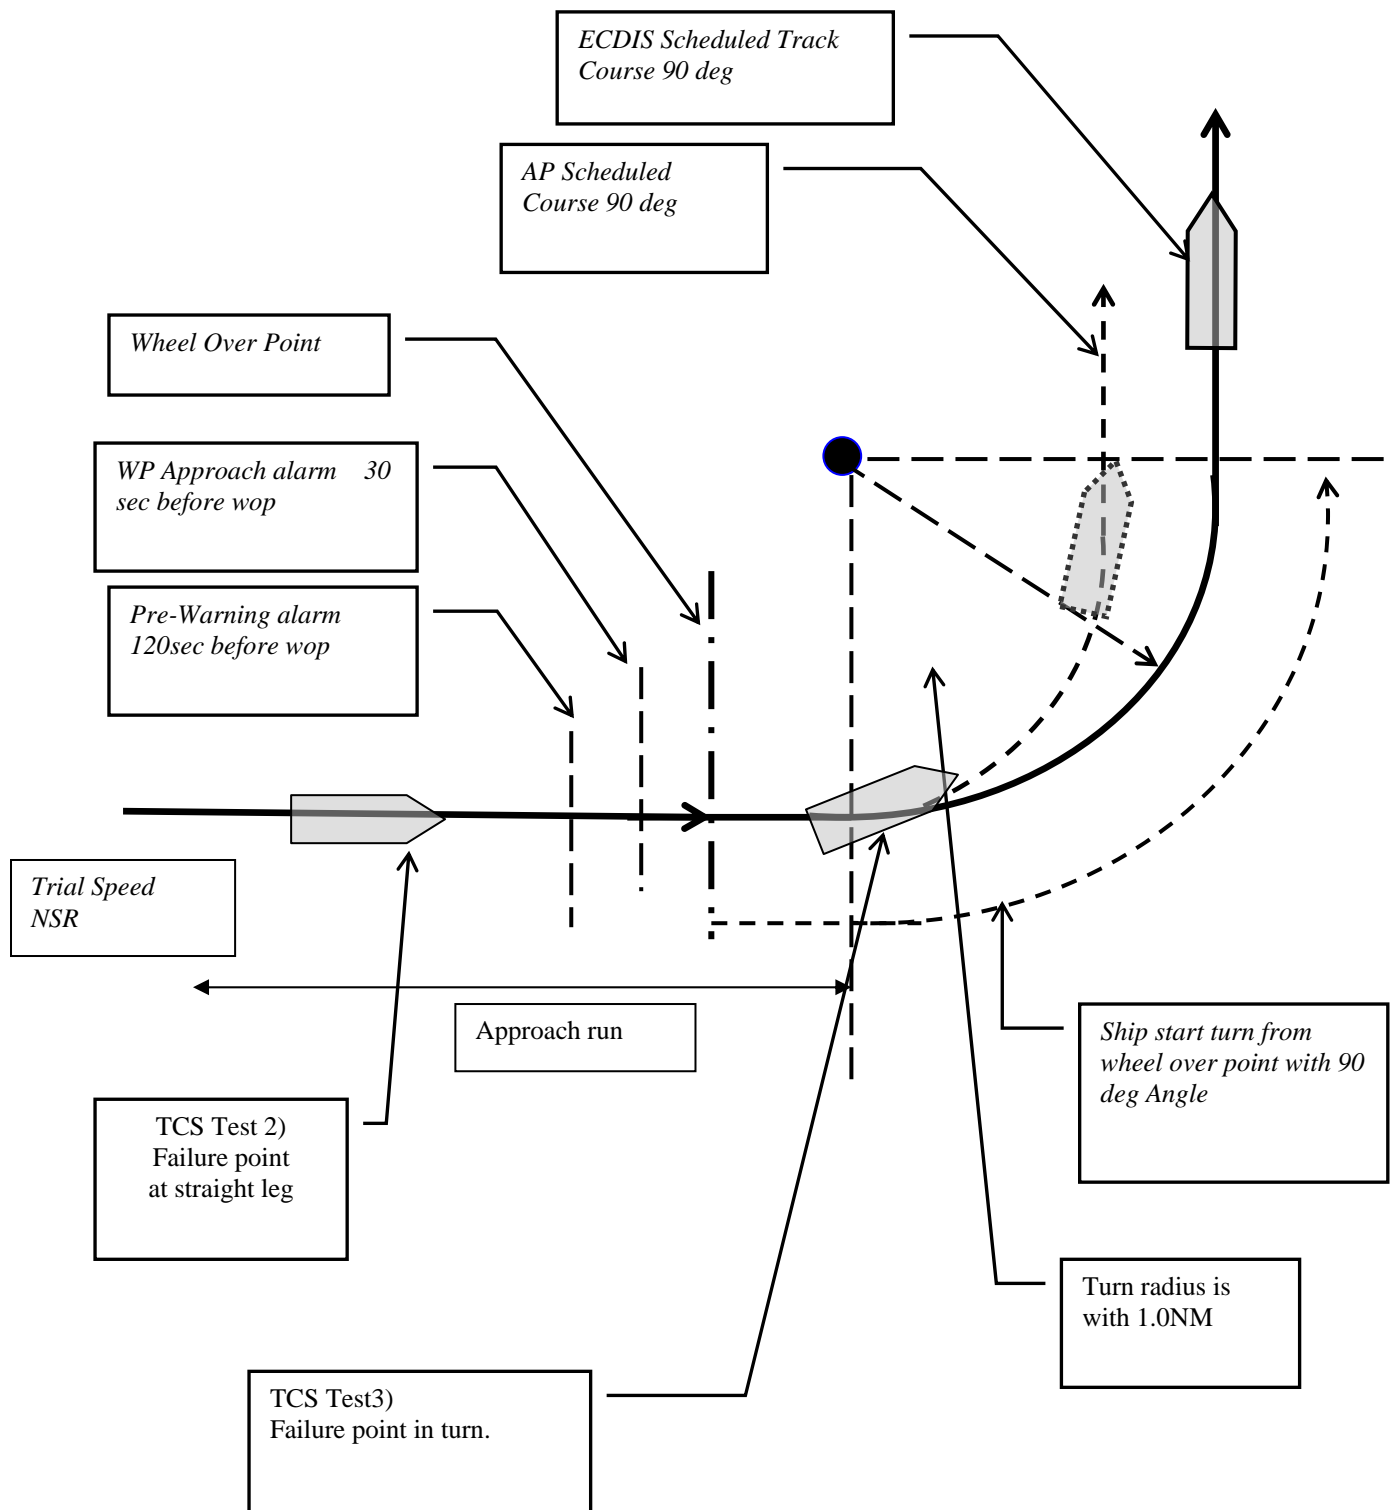 ECDIS Scheduled Track
Course 90 deg
AP Scheduled
Course 90 deg
Wheel Over Point
WP Approach alarm    30
sec before wop
Pre-Warning alarm
120sec before wop
Trial Speed
NSR
Approach run
Ship start turn from
wheel over point with 90
deg Angle
TCS Test 2)
Failure point
at straight leg
Turn radius is
with 1.0NM
TCS Test3)
Failure point in turn.